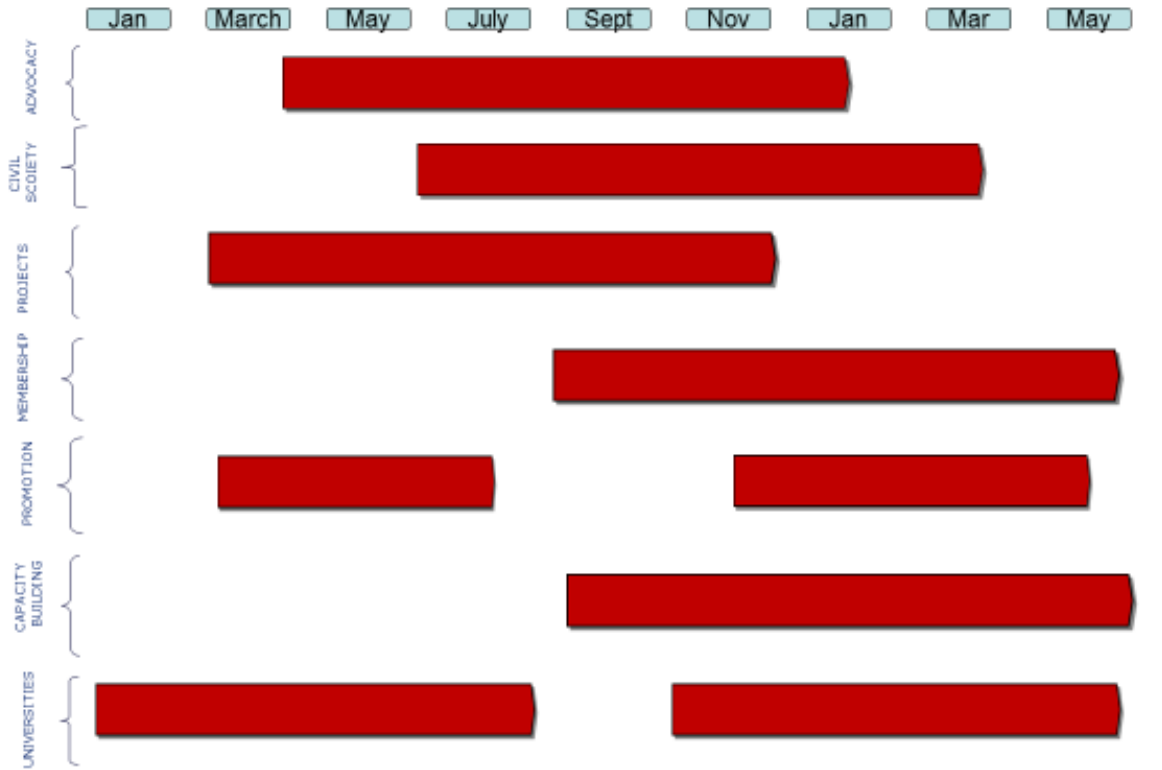 Jan March May July Sept Nov Jan Mar May
ADVOCACY
CIVIL
SCOIETY
PROJECTS
MEMBERSHIP
PROMOTION
CAPACITY
BUILDING
UNIVERSITIES